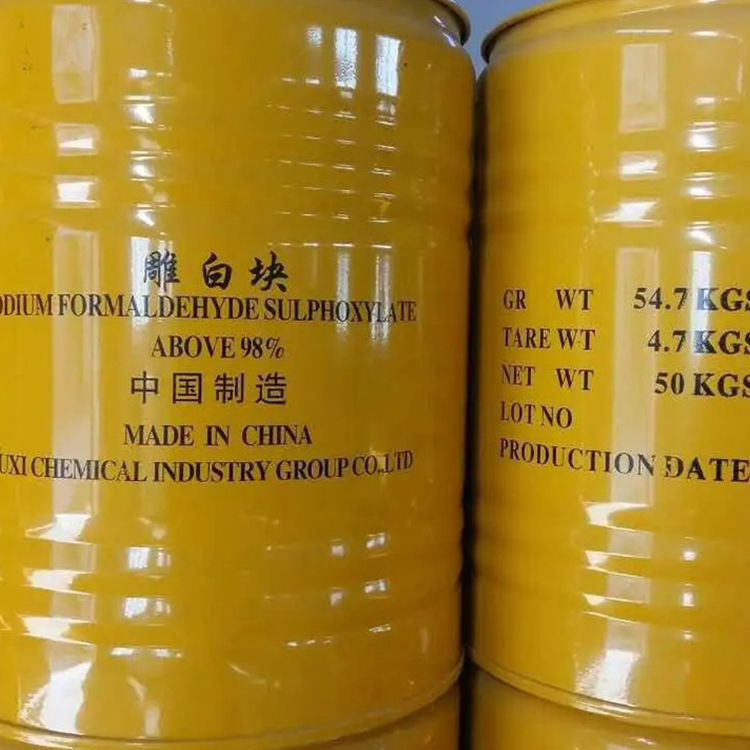 雕白块
ODIUM FORMALDEHYDE SULPHOXYLATE
ABOVE 98%
中国制造
MADE IN CHINA
UXI CHEMICAL INDUSTRY GROUP CO.,LTD
GR WT 54.7 KGS
TARE WT 4.7 KGS
NET WT 50 KGS
LOT NO
PRODUCTION DATE